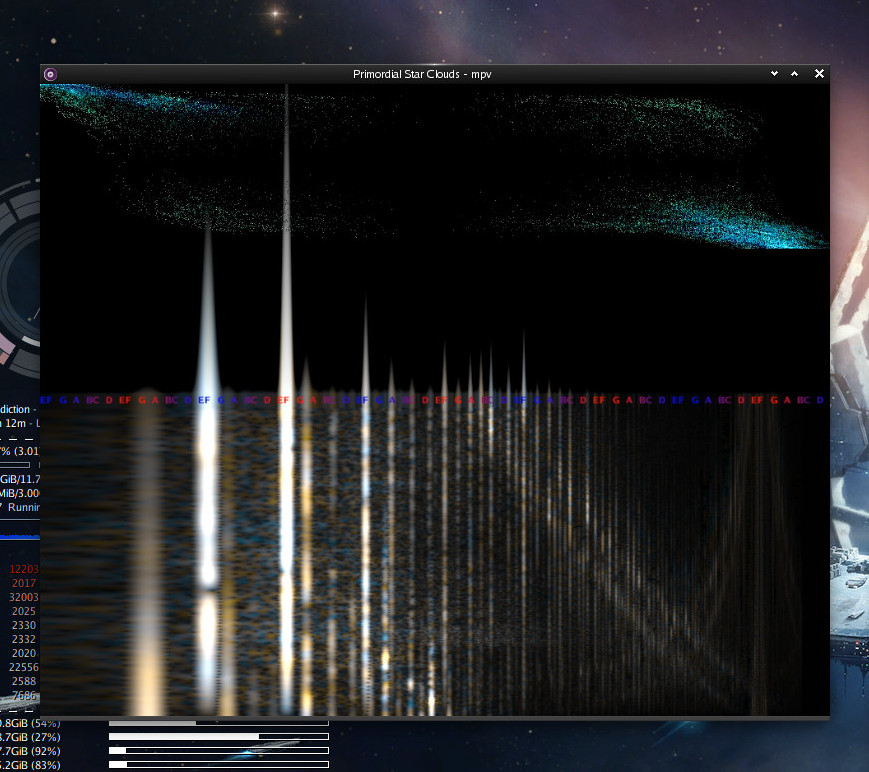 Primordial Star Clouds - mpv
EF G A BC D EF G A BC D EF G A BC D EF G A BC D EF G A BC D EF G A BC D EF G A BC D EF G A BC D EF G A BC D EF G A BC D
diction -
12m - L
% (3.01
GiB/11.7
MiB/3.00
Runnin
12203
2017
32003
2025
2330
2332
2020
22556
2588
7686
0.8GiB (54%)
8.7GiB (27%)
7.7GiB (92%)
5.2GiB (83%)